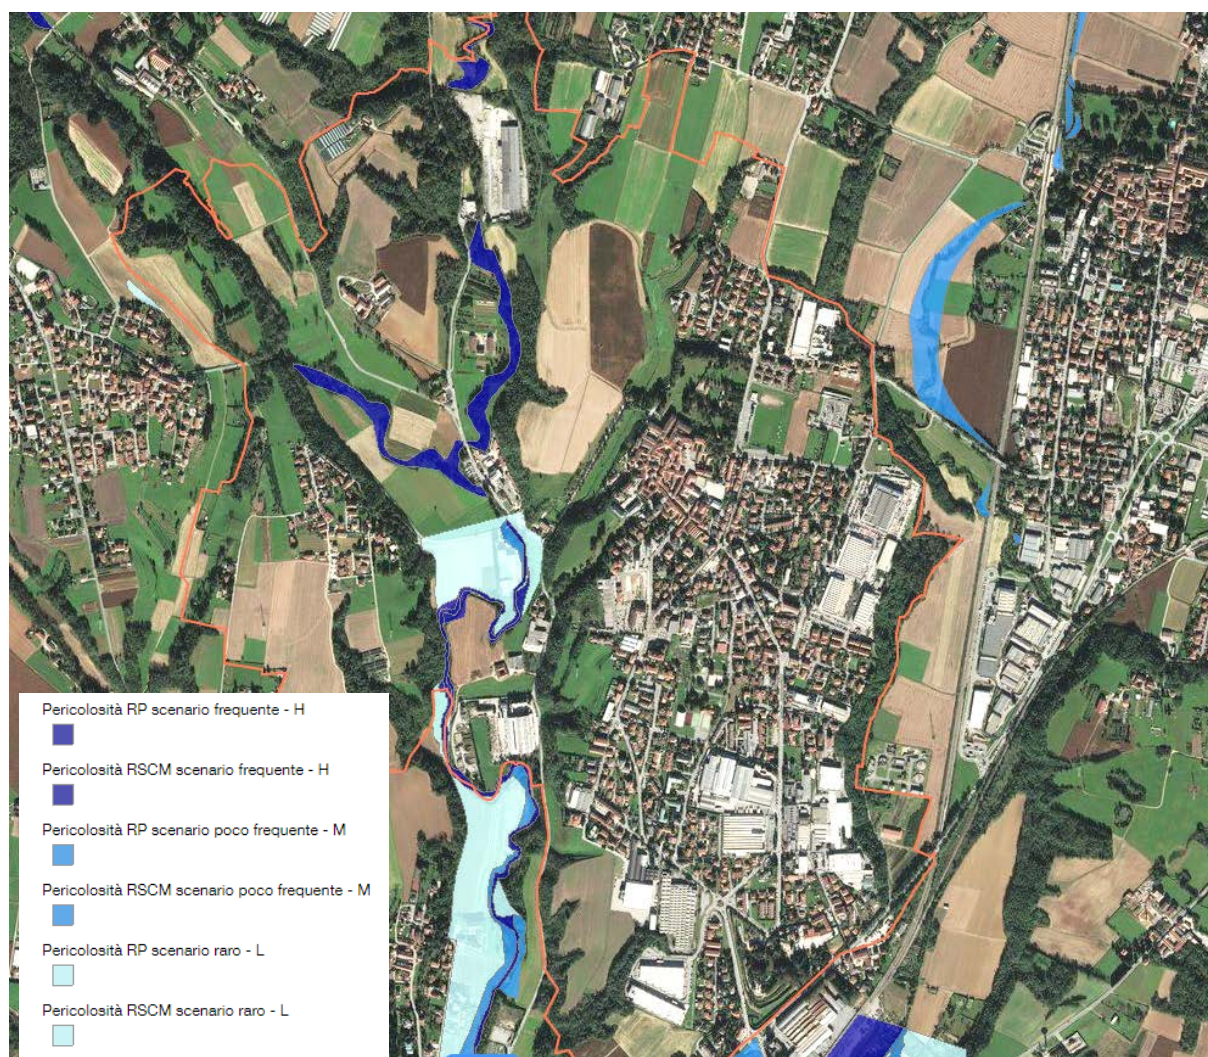 Pericolosità RP scenario frequente - H
Pericolosità RSCM scenario frequente - H
Pericolosità RP scenario poco frequente - M
Pericolosità RSCM scenario poco frequente - M
Pericolosità RP scenario raro - L
Pericolosità RSCM scenario raro - L